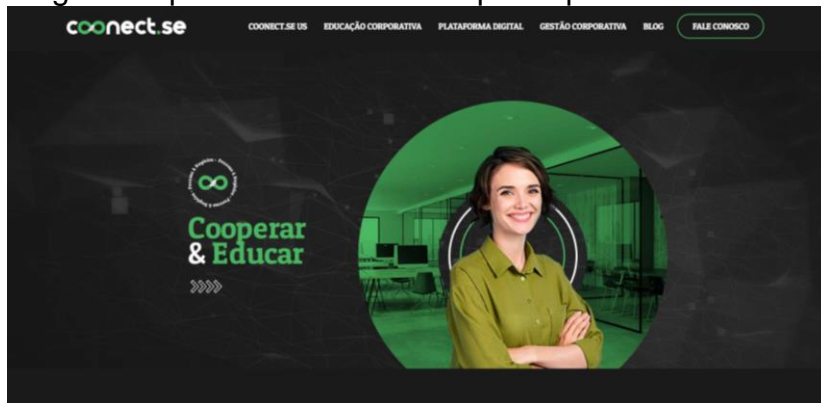 coonect.se
COONECT.SE US EDUCAÇÃO CORPORATIVA PLATAFORMA DIGITAL GESTÃO CORPORATIVA BLOG FALE CONOSCO
Cooperar
& Educar